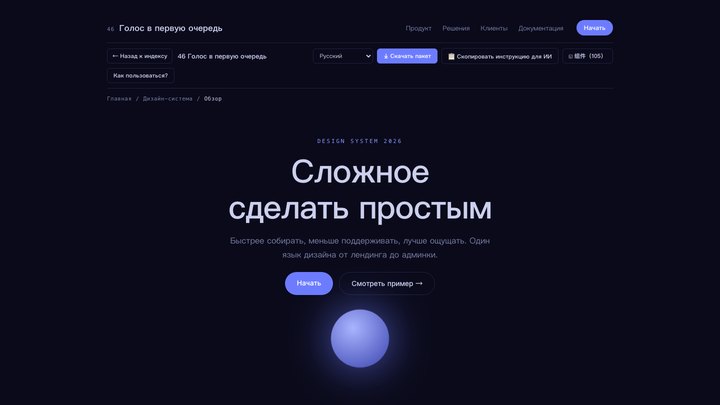 46 Голос в первую очередь
Продукт Решения Клиенты Документация Начать
← Назад к индексу 46 Голос в первую очередь Русский Скачать пакет 📋 Скопировать инструкцию для ИИ 组件 (105)
Как пользоваться?
Главная / Дизайн-система / Обзор
DESIGN SYSTEM 2026
Сложное
сделать простым
Быстрее собирать, меньше поддерживать, лучше ощущать. Один
язык дизайна от лендинга до админки.
Начать Смотреть пример →